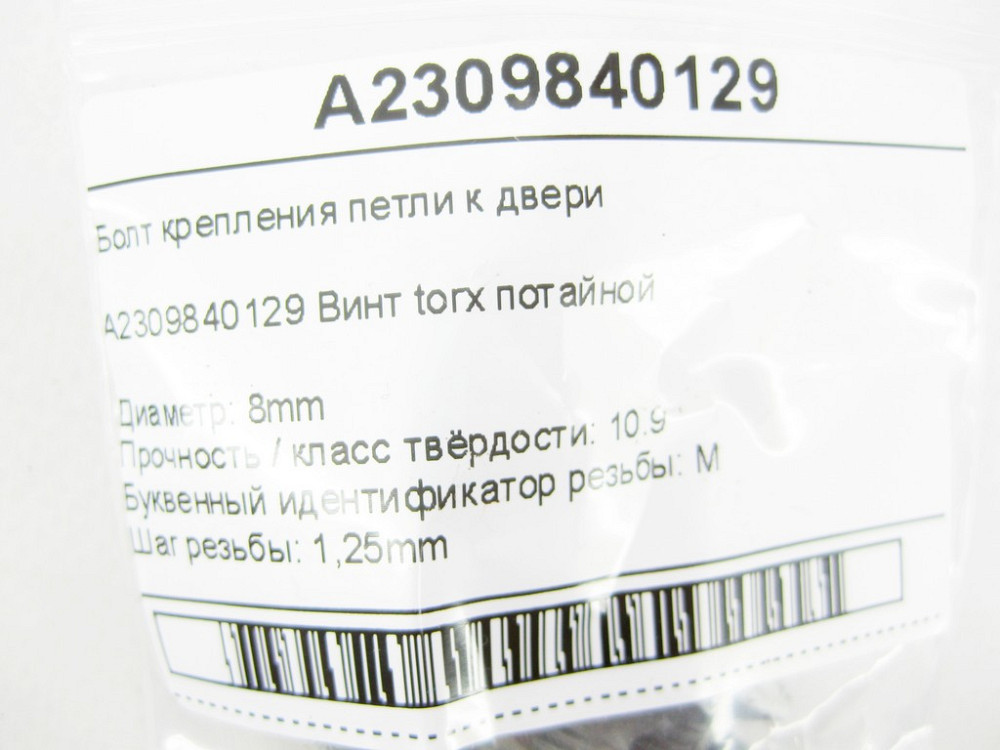 A2309840129
Болт крепления петли к двери
A2309840129 Винт torx потайной
Диаметр: 8mm
Прочность / класс твёрдости: 10.9
Буквенный идентификатор резьбы: M
Шаг резьбы: 1,25mm